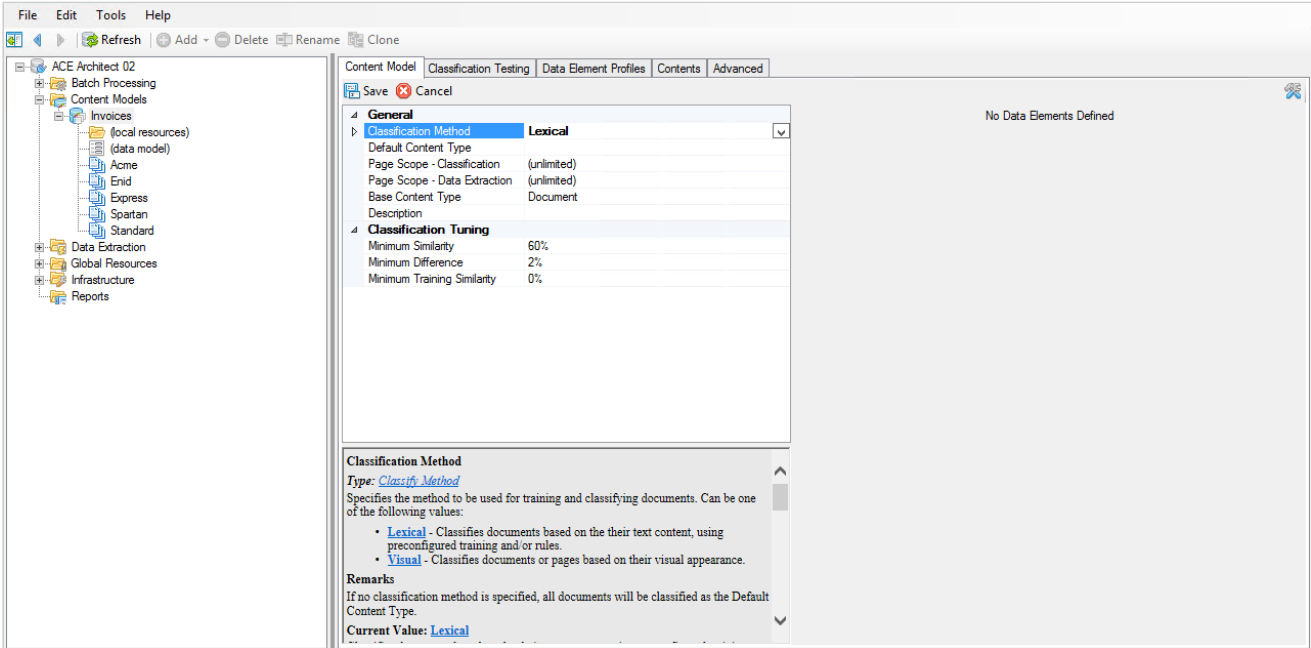 File Edit Tools Help
Refresh Add Delete Rename Clone
ACE Architect 02
Batch Processing
Content Models
Invoices
(local resources)
(data model)
Acme
Enid
Express
Spartan
Standard
Data Extraction
Global Resources
Infrastructure
Reports
Content Model Classification Testing Data Element Profiles Contents Advanced
Save Cancel
General
Classification Method Lexical
Default Content Type
Page Scope - Classification (unlimited)
Page Scope - Data Extraction (unlimited)
Base Content Type Document
Description
Classification Tuning
Minimum Similarity 60%
Minimum Difference 2%
Minimum Training Similarity 0%
Classification Method
Type: Classify Method
Specifies the method to be used for training and classifying documents. Can be one
of the following values:
• Lexical - Classifies documents based on the their text content, using
preconfigured training and/or rules.
• Visual - Classifies documents or pages based on their visual appearance.
Remarks
If no classification method is specified, all documents will be classified as the Default
Content Type.
Current Value: Lexical
No Data Elements Defined